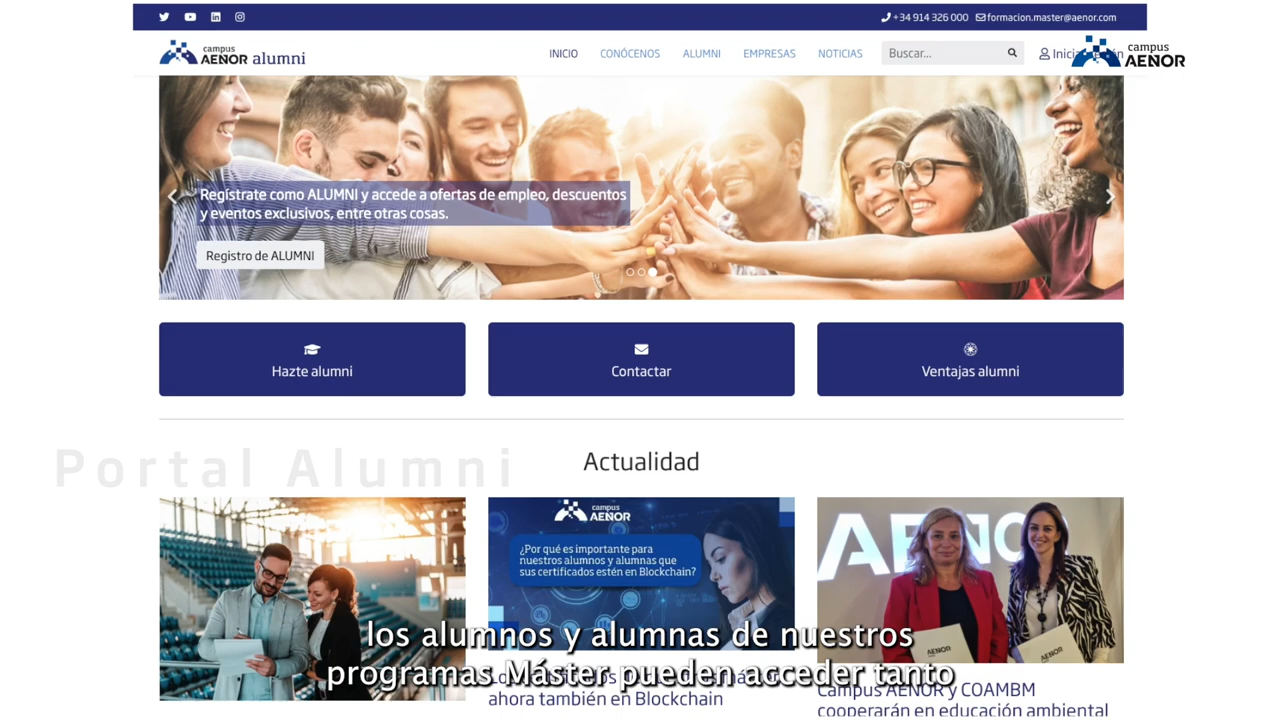 +34 914 326 000 formacion.master@aenor.com
campus
AENOR alumni
INICIO CONÓCENOS ALUMNI EMPRESAS NOTICIAS Buscar... Inicia
campus
AENOR
Regístrate como ALUMNI y accede a ofertas de empleo, descuentos
y eventos exclusivos, entre otras cosas.
Registro de ALUMNI
Hazte alumni Contactar Ventajas alumni
Portal Alumni
Actualidad
campus
AENOR
¿Por qué es importante para
nuestros alumnos y alumnas que
sus certificados estén en Blockchain?
AENOR
AENOR
AENOR
los alumnos y alumnas de nuestros
programas Máster pueden acceder tanto
ahora también en Blockchain
Campus AENOR y COAMBM
cooperarán en educación ambiental